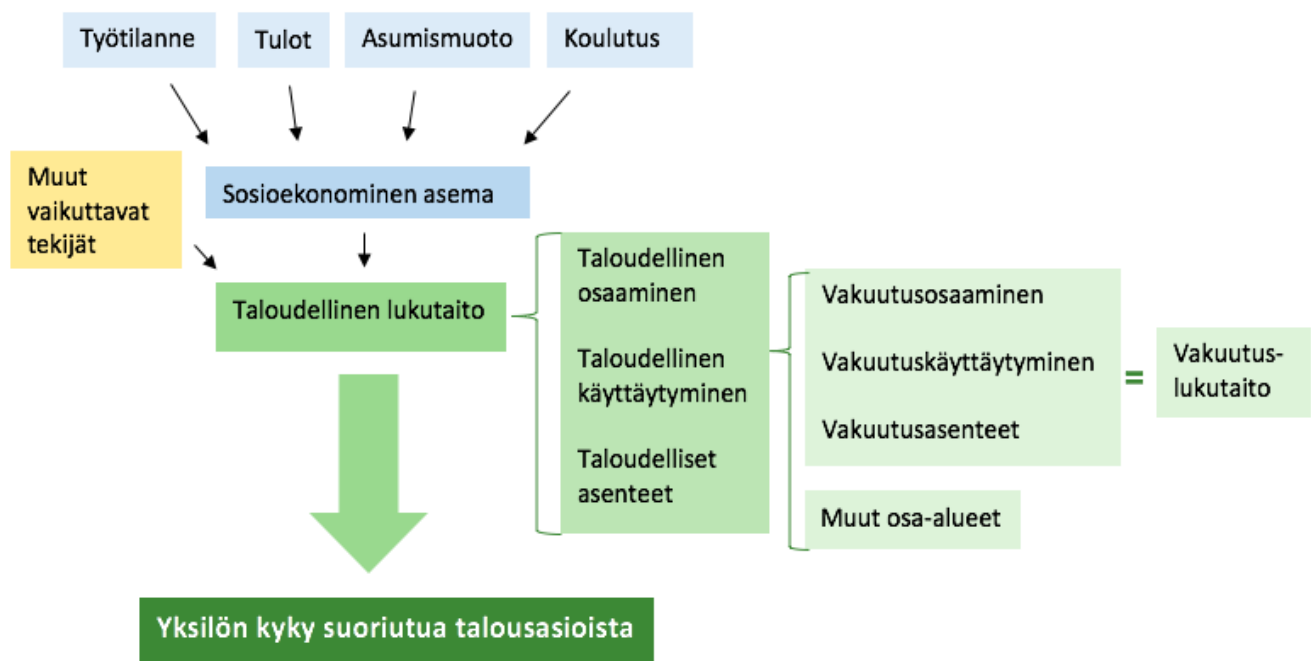 Työtilanne
Tulot
Asumismuoto
Koulutus
Muut
vaikuttavat
tekijät
Sosioekonominen asema
Taloudellinen lukutaito
Taloudellinen
osaaminen
Taloudellinen
käyttäytyminen
Taloudelliset
asenteet
Vakuutusosaaminen
Vakuutuskäyttäytyminen
Vakuutusasenteet
=
Vakuutus-
lukutaito
Muut osa-alueet
Yksilön kyky suoriutua talousasioista